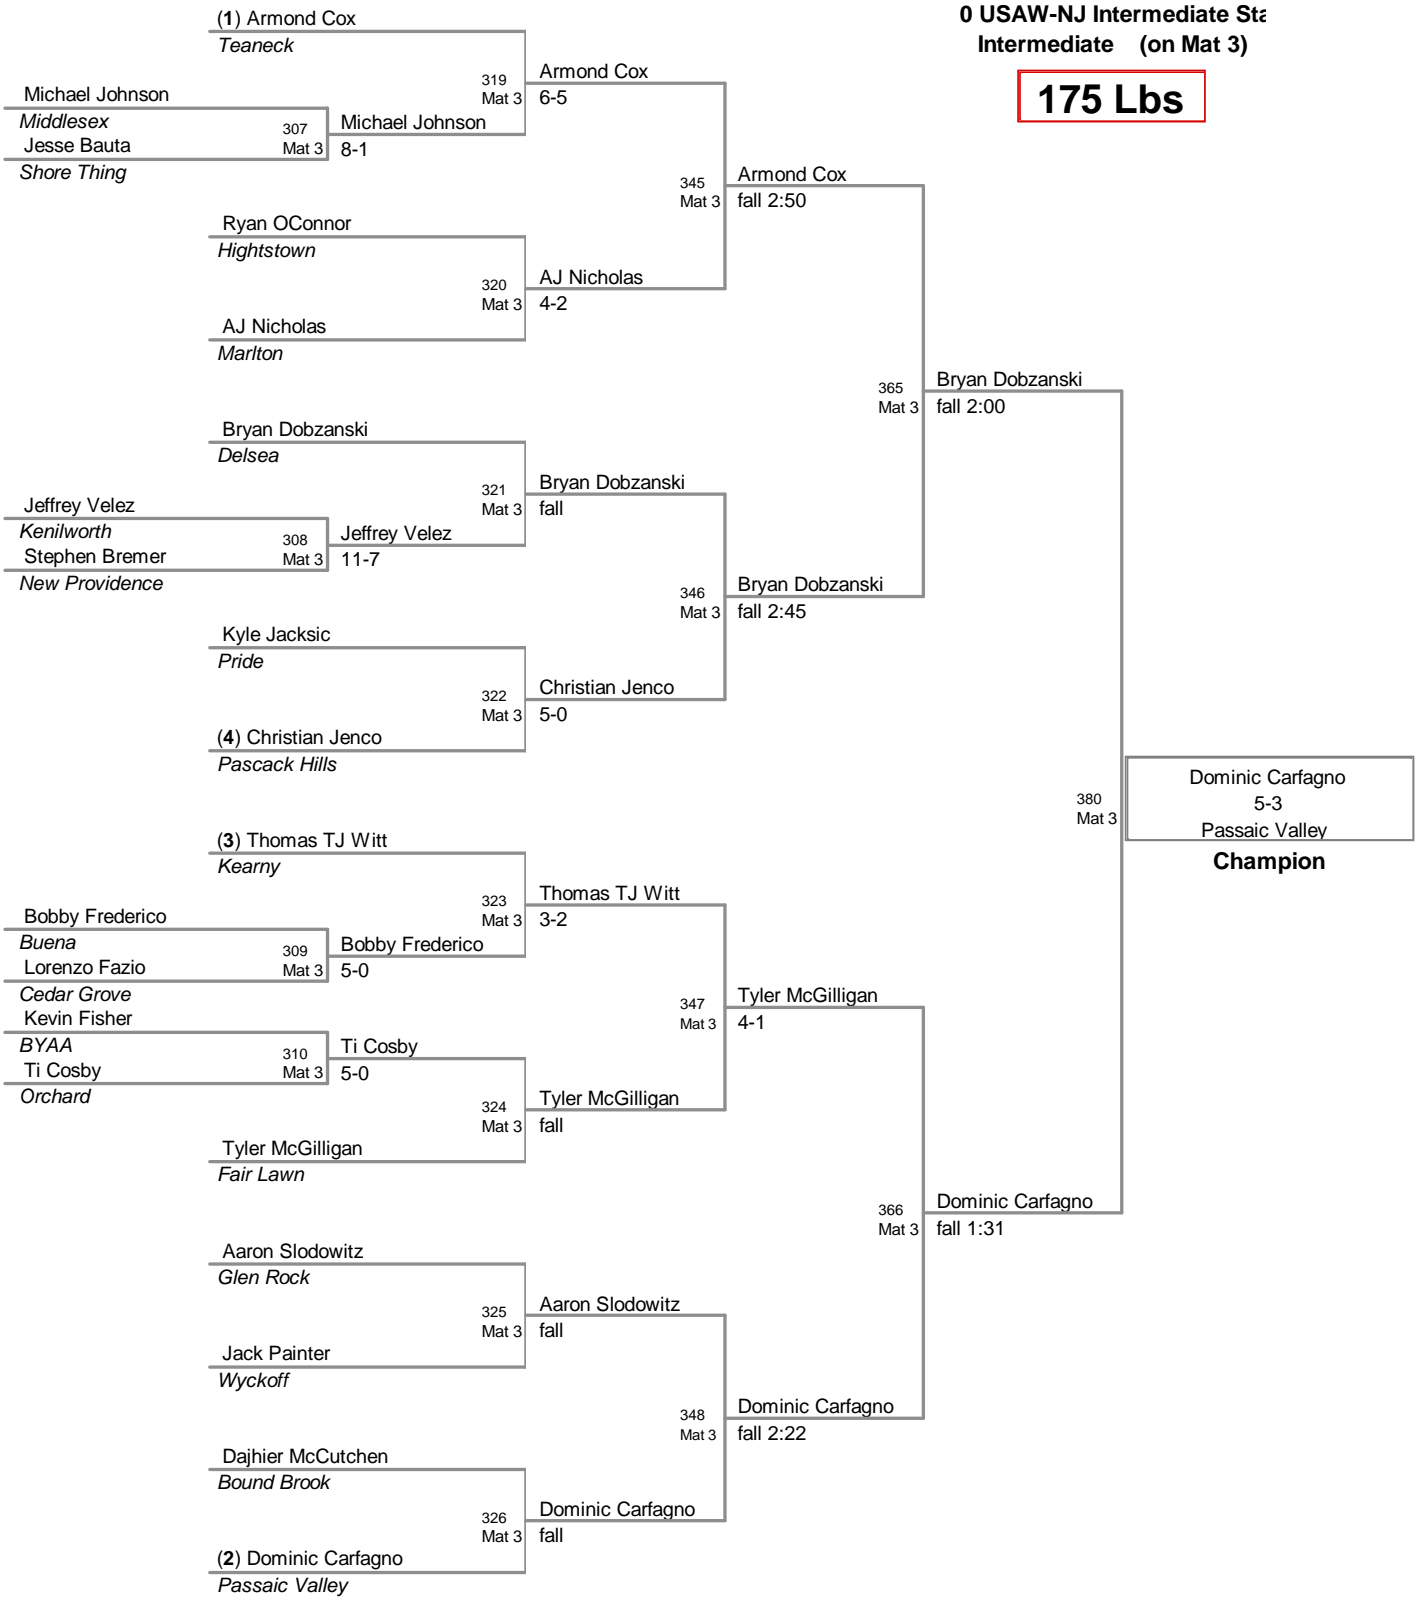 0 USAW-NJ Intermediate Sta
Intermediate (on Mat 3)
175 Lbs
(1) Armond Cox
Teaneck
319
Mat 3
Armond Cox
6-5
Michael Johnson
Middlesex
307
Mat 3
Michael Johnson
8-1
Jesse Bauta
Shore Thing
345
Mat 3
Armond Cox
fall 2:50
Ryan OConnor
Hightstown
320
Mat 3
AJ Nicholas
4-2
AJ Nicholas
Marlton
365
Mat 3
Bryan Dobzanski
fall 2:00
Bryan Dobzanski
Delsea
321
Mat 3
Bryan Dobzanski
fall
Jeffrey Velez
Kenilworth
308
Mat 3
Jeffrey Velez
11-7
Stephen Bremer
New Providence
346
Mat 3
Bryan Dobzanski
fall 2:45
Kyle Jacksic
Pride
322
Mat 3
Christian Jenco
5-0
(4) Christian Jenco
Pascack Hills
380
Mat 3
Dominic Carfagno
5-3
Passaic Valley
Champion
(3) Thomas TJ Witt
Kearny
323
Mat 3
Thomas TJ Witt
3-2
Bobby Frederico
Buena
309
Mat 3
Bobby Frederico
5-0
Lorenzo Fazio
Cedar Grove
347
Mat 3
Tyler McGilligan
4-1
Kevin Fisher
BYAA
310
Mat 3
Ti Cosby
5-0
Ti Cosby
Orchard
324
Mat 3
Tyler McGilligan
fall
Tyler McGilligan
Fair Lawn
366
Mat 3
Dominic Carfagno
fall 1:31
Aaron Slodowitz
Glen Rock
325
Mat 3
Aaron Slodowitz
fall
Jack Painter
Wyckoff
348
Mat 3
Dominic Carfagno
fall 2:22
Dajhier McCutchen
Bound Brook
326
Mat 3
Dominic Carfagno
fall
(2) Dominic Carfagno
Passaic Valley